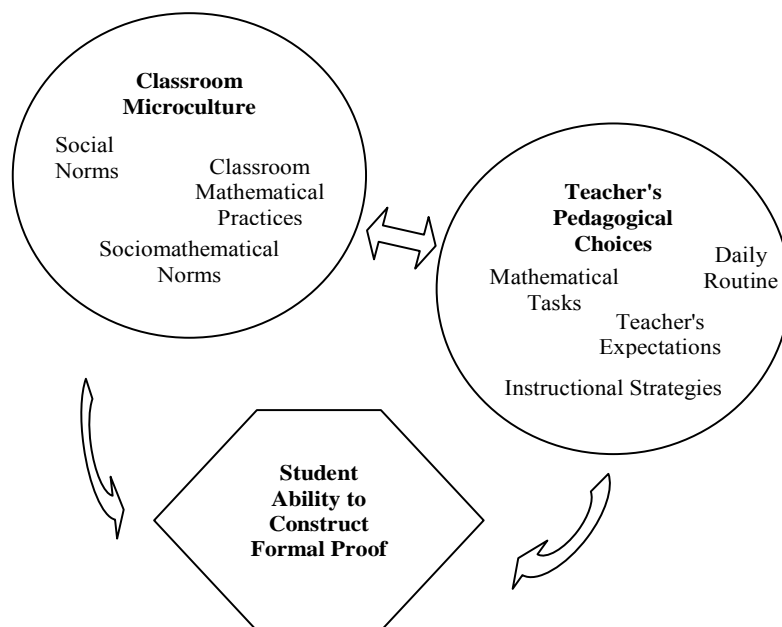 Classroom
Microculture
Social
Norms
Classroom
Mathematical
Practices
Sociomathematical
Norms
Teacher's
Pedagogical
Choices
Daily
Routine
Mathematical
Tasks
Teacher's
Expectations
Instructional Strategies
Student
Ability to
Construct
Formal Proof